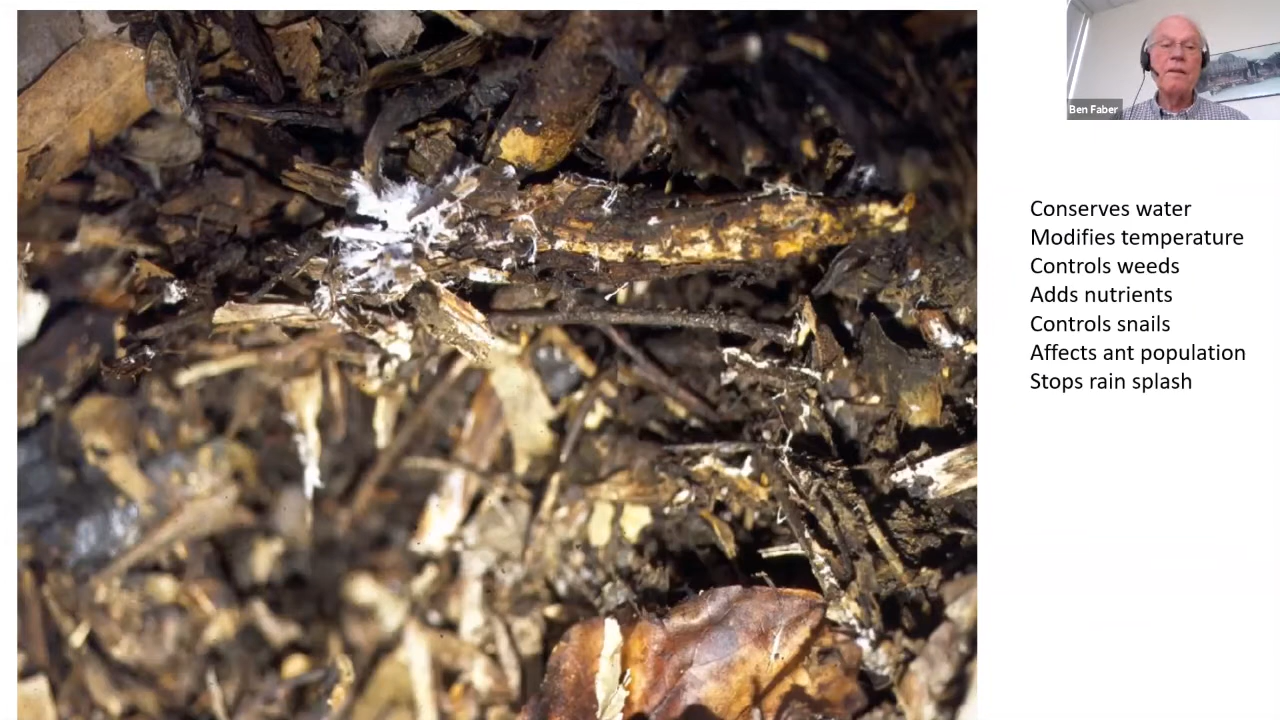 Ben Faber
Conserves water
Modifies temperature
Controls weeds
Adds nutrients
Controls snails
Affects ant population
Stops rain splash